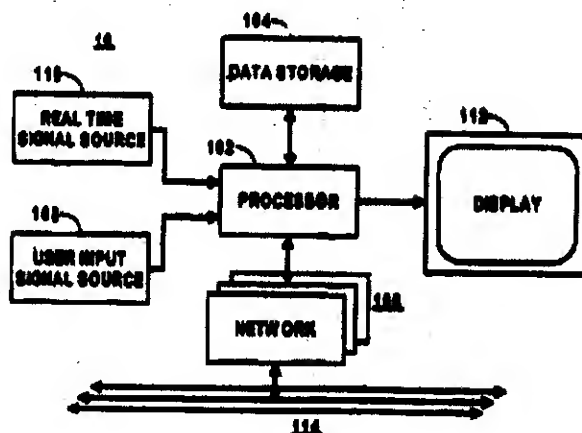 10
104
DATA STORAGE
110
REAL TIME
SIGNAL SOURCE
102
PROCESSOR
112
DISPLAY
USER INPUT
SIGNAL SOURCE
NETWORK
114